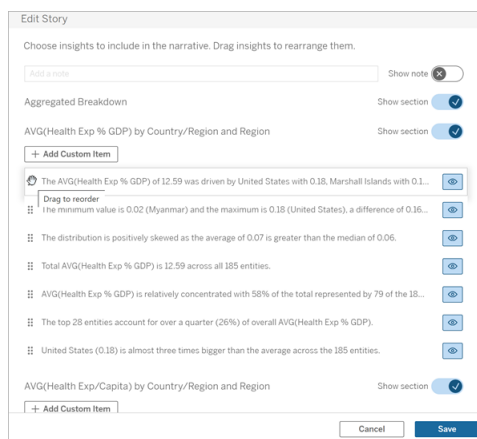 Edit Story
Choose insights to include in the narrative. Drag insights to rearrange them.
Add a note
Show note
Aggregated Breakdown
Show section
AVG(Health Exp % GDP) by Country/Region and Region
Show section
+ Add Custom Item
The AVG(Health Exp % GDP) of 12.59 was driven by United States with 0.18, Marshall Islands with 0.1...
Drag to reorder
The minimum value is 0.02 (Myanmar) and the maximum is 0.18 (United States), a difference of 0.16...
The distribution is positively skewed as the average of 0.07 is greater than the median of 0.06.
Total AVG(Health Exp % GDP) is 12.59 across all 185 entities.
AVG(Health Exp % GDP) is relatively concentrated with 58% of the total represented by 79 of the 18...
The top 28 entities account for over a quarter (26%) of overall AVG(Health Exp % GDP).
United States (0.18) is almost three times bigger than the average across the 185 entities.
AVG(Health Exp/Capita) by Country/Region and Region
Show section
+ Add Custom Item
Cancel
Save